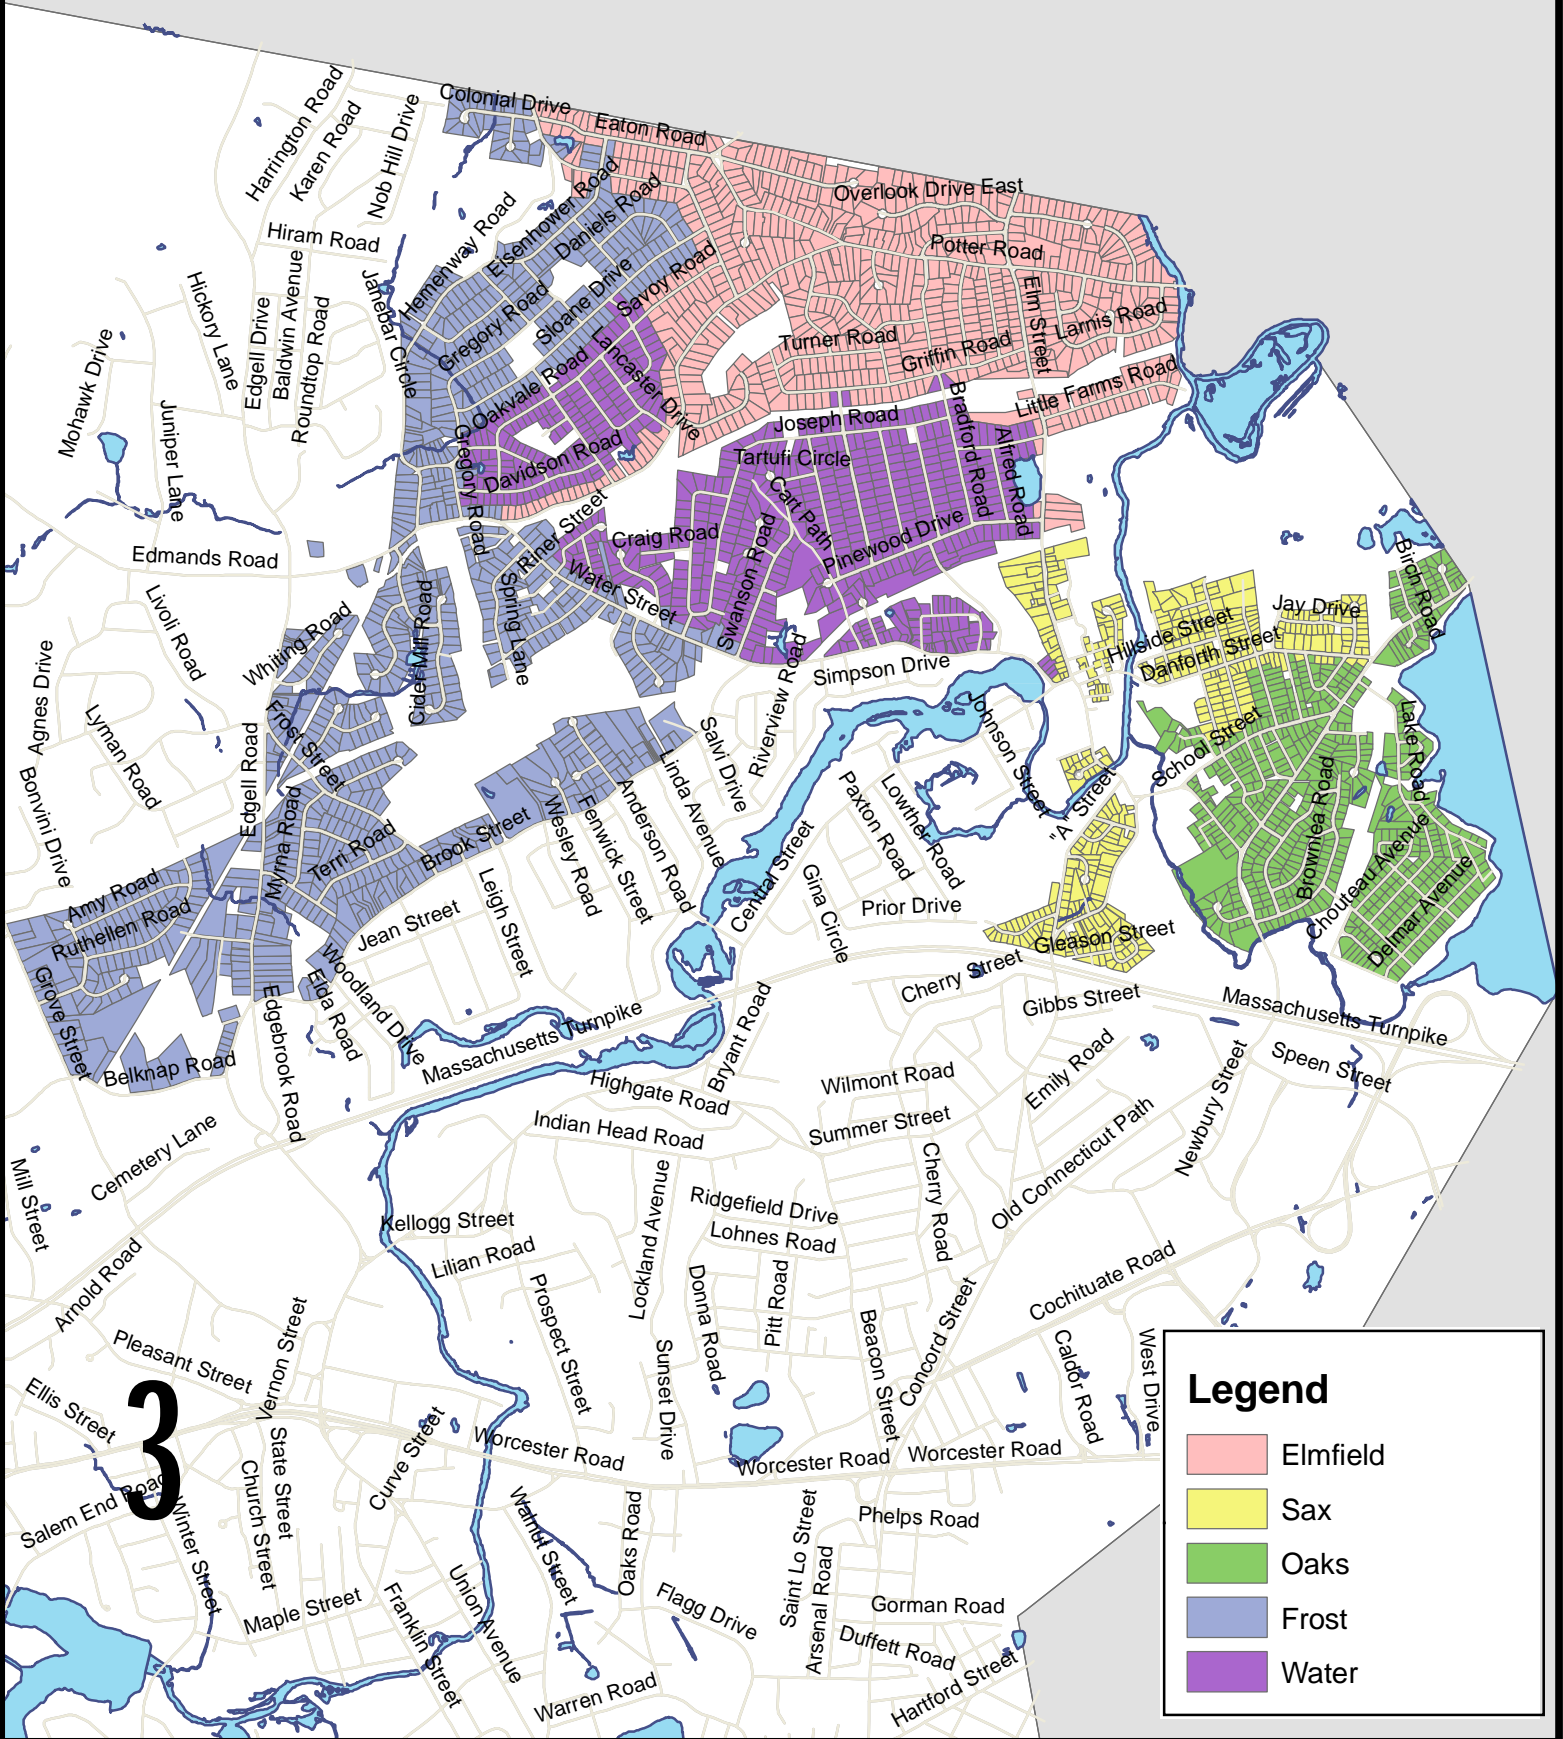 Colonial Drive
Eaton Road
Harrington Road
Karen Road
Nob Hill Drive
Overlook Drive East
Hemenway Road
Eisenhower Road
Daniels Road
Hiram Road
Potter Road
Savoy Road
Hickory Lane
Edgell Drive
Baldwin Avenue
Roundtop Road
Janebar Circle
Gregory Road
Sloane Drive
Elm Street
Larnis Road
Turner Road
Griffin Road
Mohawk Drive
Juniper Lane
Oakvale Road
Lancaster Drive
Little Farms Road
Joseph Road
Bradford Road
Alfred Road
Gregory Road
Davidson Road
Tartufi Circle
Cart Path
Riner Street
Craig Road
Swanson Road
Pinewood Drive
Edmands Road
Livoli Road
Whiting Road
Cider Mill Road
Spring Lane
Water Street
Birch Road
Jay Drive
Hillside Street
Danforth Street
Simpson Drive
Riverview Road
Agnes Drive
Lyman Road
Frost Street
Salvi Drive
Johnson Street
School Street
Lake Road
Bonvini Drive
Edgell Road
Myrna Road
Terri Road
Brook Street
Wesley Road
Fenwick Street
Anderson Road
Linda Avenue
Paxton Road
Lowther Road
"A" Street
Brownlea Road
Chouteau Avenue
Delmar Avenue
Central Street
Gina Circle
Prior Drive
Gleason Street
Amy Road
Ruthellen Road
Jean Street
Leigh Street
Grove Street
Woodland Drive
Elda Road
Edgebrook Road
Belknap Road
Massachusetts Turnpike
Cherry Street
Gibbs Street
Massachusetts Turnpike
Speen Street
Bryant Road
Highgate Road
Wilmont Road
Emily Road
Newbury Street
Indian Head Road
Summer Street
Cemetery Lane
Mill Street
Old Connecticut Path
Cherry Road
Kellogg Street
Lilian Road
Lockland Avenue
Ridgefield Drive
Lohnes Road
Arnold Road
Prospect Street
Donna Road
Pitt Road
Cochituate Road
Pleasant Street
Vernon Street
Sunset Drive
Beacon Street
Concord Street
Caldor Road
West Drive
Ellis Street
3
State Street
Church Street
Curve Street
Worcester Road
Worcester Road
Worcester Road
Salem End Road
Winter Street
Walnut Street
Oaks Road
Saint Lo Street
Arsenal Road
Phelps Road
Maple Street
Franklin Street
Union Avenue
Flagg Drive
Gorman Road
Duffett Road
Hartford Street
Warren Road
Legend
Elmfield
Sax
Oaks
Frost
Water